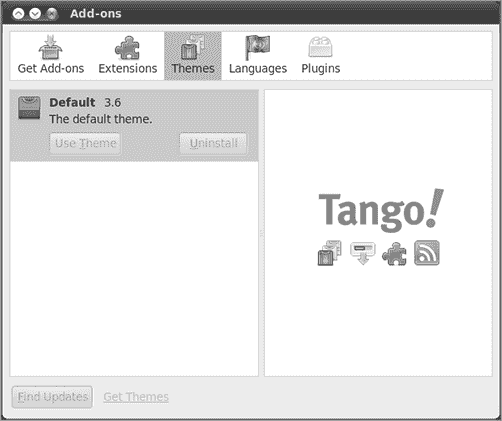 Add-ons
Get Add-ons Extensions Themes Languages Plugins
Default 3.6
The default theme.
Use Theme Uninstall
Tango!
Find Updates Get Themes